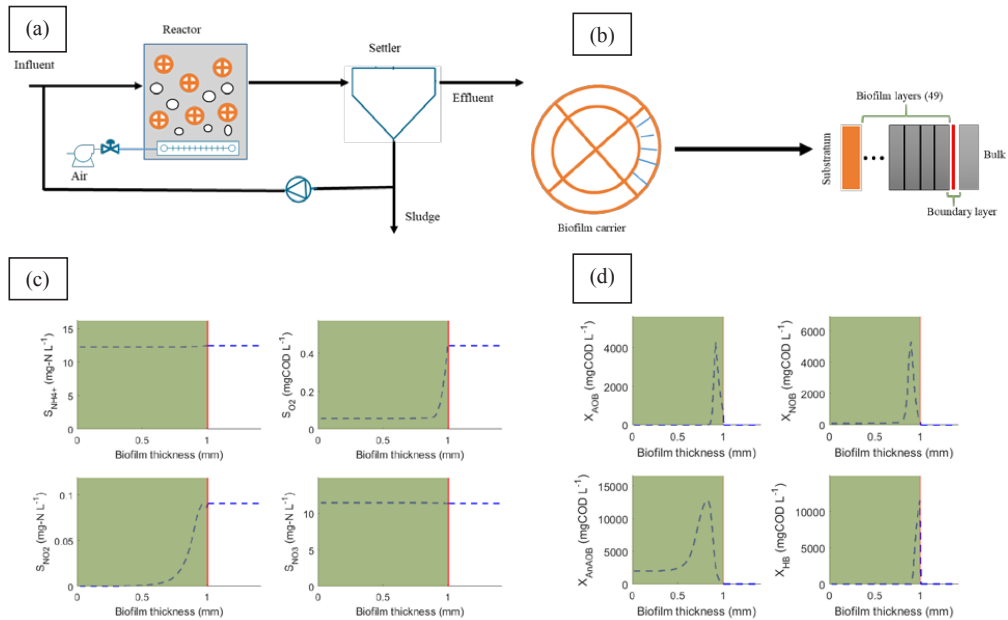 (a)
Reactor
Influent
Settler
Effluent
Air
Sludge
(b)
Biofilm layers (49)
Substratum
Bulk
Boundary layer
Biofilm carrier
(c)
S_NH4+ (mg-N L^-1)
15
10
5
0
0 0.5 1
Biofilm thickness (mm)
S_O2 (mgCOD L^-1)
0.4
0.2
0
0 0.5 1
Biofilm thickness (mm)
S_NO2 (mg-N L^-1)
0.1
0.05
0
0 0.5 1
Biofilm thickness (mm)
S_NO3 (mg-N L^-1)
10
5
0
0 0.5 1
Biofilm thickness (mm)
(d)
X_AOB (mgCOD L^-1)
4000
2000
0
0 0.5 1
Biofilm thickness (mm)
X_NOB (mgCOD L^-1)
6000
4000
2000
0
0 0.5 1
Biofilm thickness (mm)
X_AnAOB (mgCOD L^-1)
15000
10000
5000
0
0 0.5 1
Biofilm thickness (mm)
X_HB (mgCOD L^-1)
10000
5000
0
0 0.5 1
Biofilm thickness (mm)